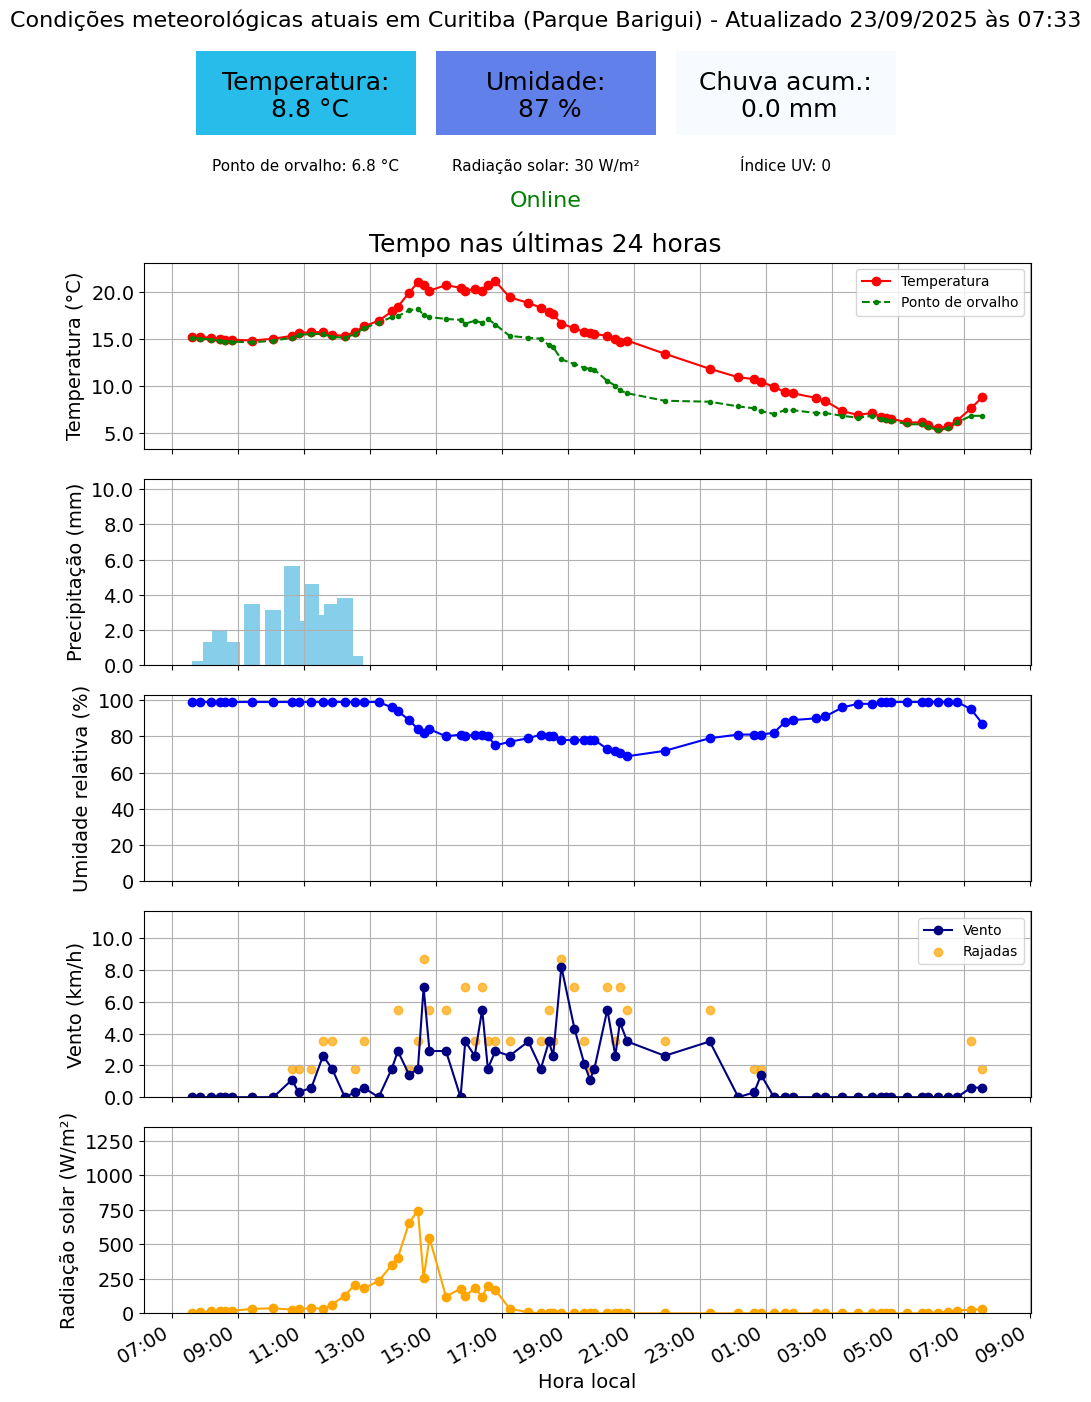 Condições meteorológicas atuais em Curitiba (Parque Barigui) - Atualizado 23/09/2025 às 07:33
Temperatura:
8.8 °C
Umidade:
87 %
Chuva acum.:
0.0 mm
Ponto de orvalho: 6.8 °C
Radiação solar: 30 W/m²
Índice UV: 0
Online
Tempo nas últimas 24 horas
Temperatura (°C)
20.0
15.0
10.0
5.0
Temperatura
Ponto de orvalho
Precipitação (mm)
10.0
8.0
6.0
4.0
2.0
0.0
Umidade relativa (%)
100
80
60
40
20
0
Vento (km/h)
10.0
8.0
6.0
4.0
2.0
0.0
Vento
Rajadas
Radiação solar (W/m²)
1250
1000
750
500
250
0
07:00 09:00 11:00 13:00 15:00 17:00 19:00 21:00 23:00 01:00 03:00 05:00 07:00 09:00
Hora local